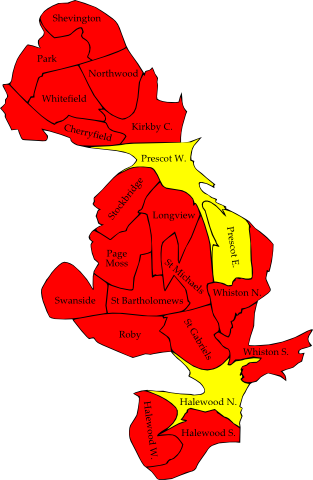 Shevington
Park
Northwood
Whitefield
Cherryfield
Kirkby C.
Prescot W.
Stockbridge
Longview
Prescot E.
Page
Moss
St Michaels
Swanside
St Bartholomews
Whiston N.
Roby
St Gabriels
Whiston S.
Halewood N.
Halewood W.
Halewood S.